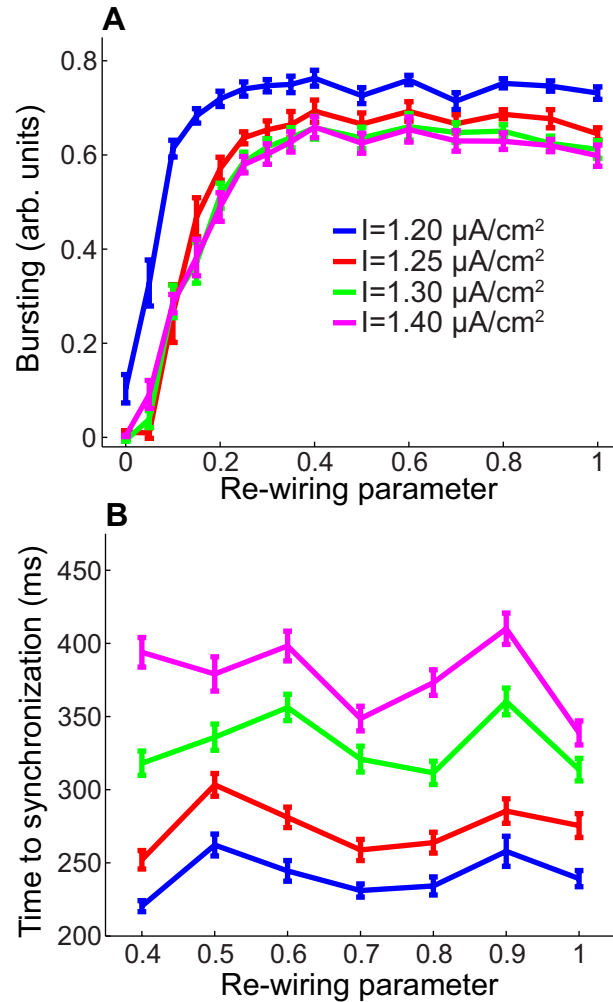 A
Bursting (arb. units)
0.8
0.6
0.4
0.2
0
I=1.20 µA/cm²
I=1.25 µA/cm²
I=1.30 µA/cm²
I=1.40 µA/cm²
0 0.2 0.4 0.6 0.8 1
Re-wiring parameter
B
Time to synchronization (ms)
450
400
350
300
250
200
0.4 0.5 0.6 0.7 0.8 0.9 1
Re-wiring parameter